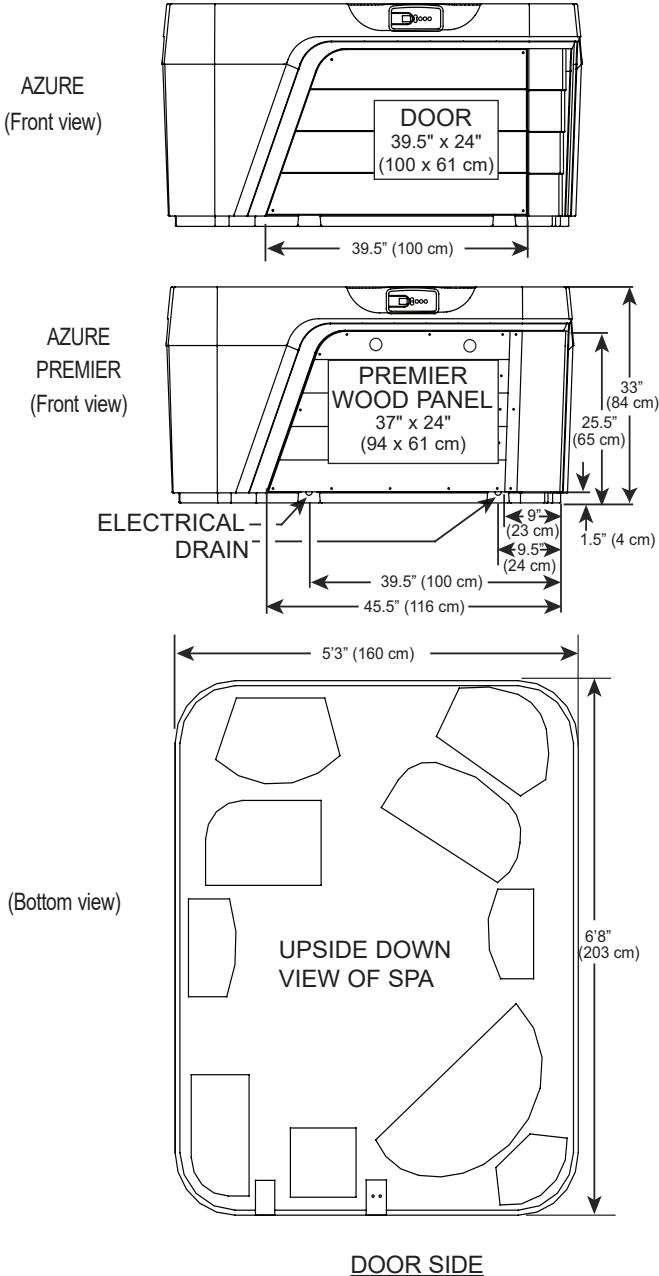 AZURE
(Front view)
DOOR
39.5" x 24"
(100 x 61 cm)
39.5” (100 cm)
AZURE
PREMIER
(Front view)
PREMIER
WOOD PANEL
37" x 24"
(94 x 61 cm)
33”
(84 cm)
25.5”
(65 cm)
ELECTRICAL
DRAIN
9”
(23 cm)
9.5”
(24 cm)
1.5” (4 cm)
39.5” (100 cm)
45.5” (116 cm)
5’3” (160 cm)
(Bottom view)
UPSIDE DOWN
VIEW OF SPA
6’8”
(203 cm)
DOOR SIDE